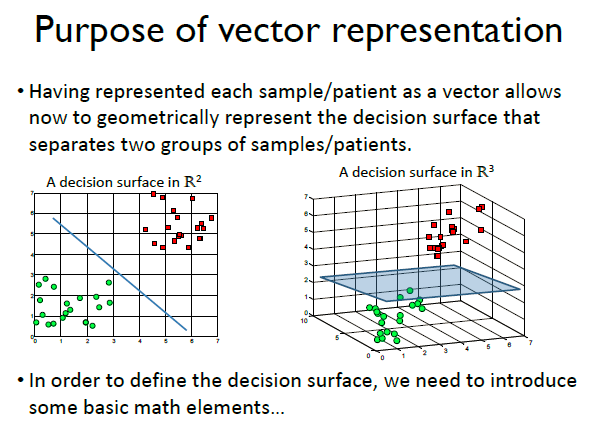 Purpose of vector representation
• Having represented each sample/patient as a vector allows
now to geometrically represent the decision surface that
separates two groups of samples/patients.
A decision surface in ℝ²
7
6
5
4
3
2
1
0
0 1 2 3 4 5 6 7
A decision surface in ℝ³
7
6
5
4
3
2
1
0
10
5
0
0 1 2 3 4 5 6 7
• In order to define the decision surface, we need to introduce
some basic math elements…